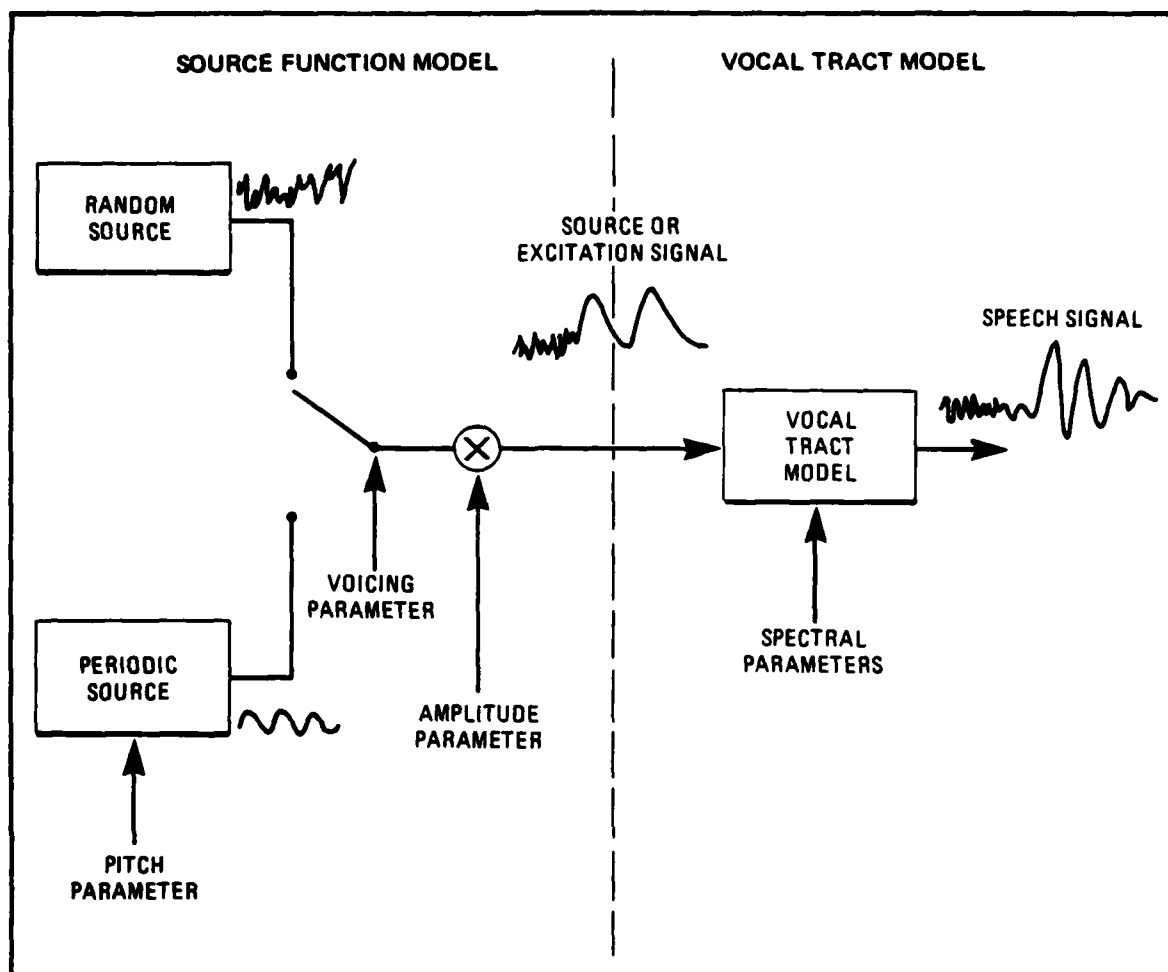 SOURCE FUNCTION MODEL
VOCAL TRACT MODEL
RANDOM
SOURCE
SOURCE OR
EXCITATION SIGNAL
SPEECH SIGNAL
VOCAL
TRACT
MODEL
VOICING
PARAMETER
SPECTRAL
PARAMETERS
PERIODIC
SOURCE
AMPLITUDE
PARAMETER
PITCH
PARAMETER